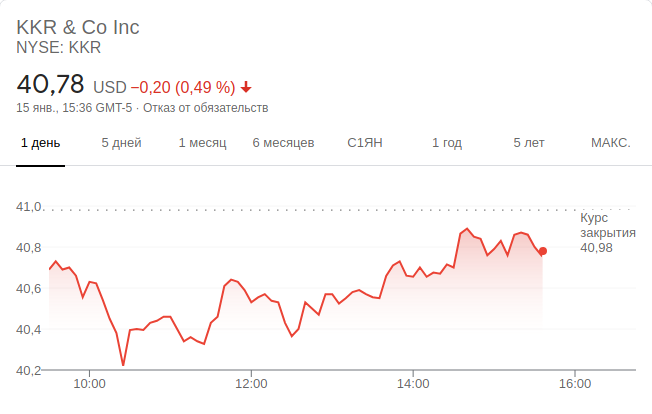 KKR & Co Inc
NYSE: KKR
40,78 USD −0,20 (0,49 %)
15 янв., 15:36 GMT-5 · Отказ от обязательств
1 день 5 дней 1 месяц 6 месяцев С1ЯН 1 год 5 лет МАКС.
41,0
Курс
закрытия
40,8
40,98
40,6
40,4
40,2
10:00 12:00 14:00 16:00